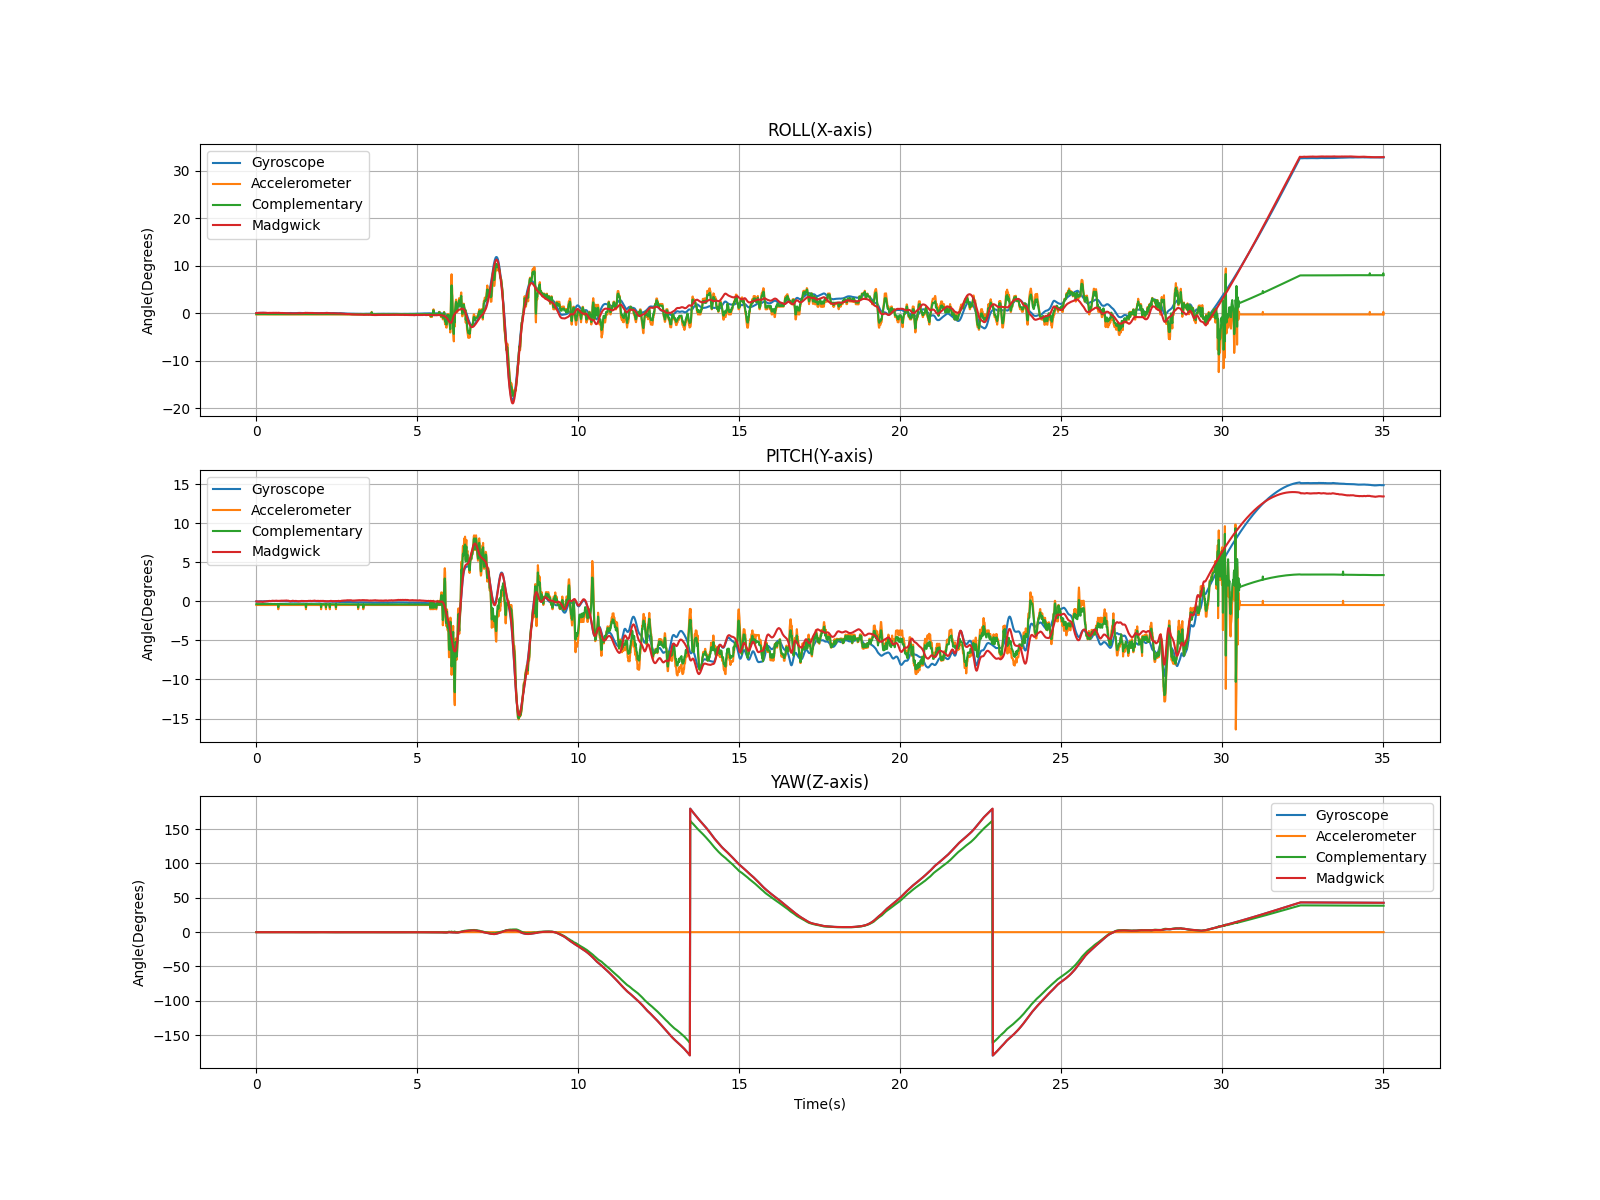 ROLL(X-axis)
Angle(Degrees)
30
20
10
0
−10
−20
Gyroscope
Accelerometer
Complementary
Madgwick
0 5 10 15 20 25 30 35
PITCH(Y-axis)
Angle(Degrees)
15
10
5
0
−5
−10
−15
Gyroscope
Accelerometer
Complementary
Madgwick
0 5 10 15 20 25 30 35
YAW(Z-axis)
Angle(Degrees)
150
100
50
0
−50
−100
−150
Gyroscope
Accelerometer
Complementary
Madgwick
0 5 10 15 20 25 30 35
Time(s)